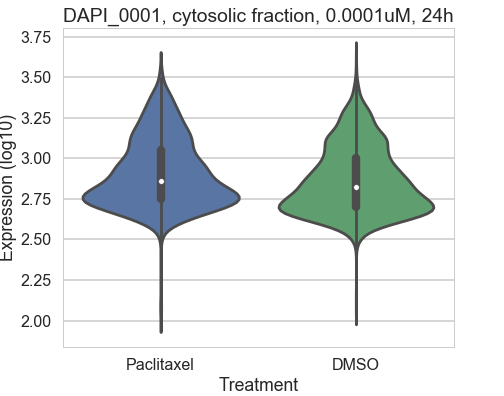 DAPI_0001, cytosolic fraction, 0.0001uM, 24h
3.75
3.50
3.25
3.00
2.75
2.50
2.25
2.00
Expression (log10)
Paclitaxel DMSO
Treatment